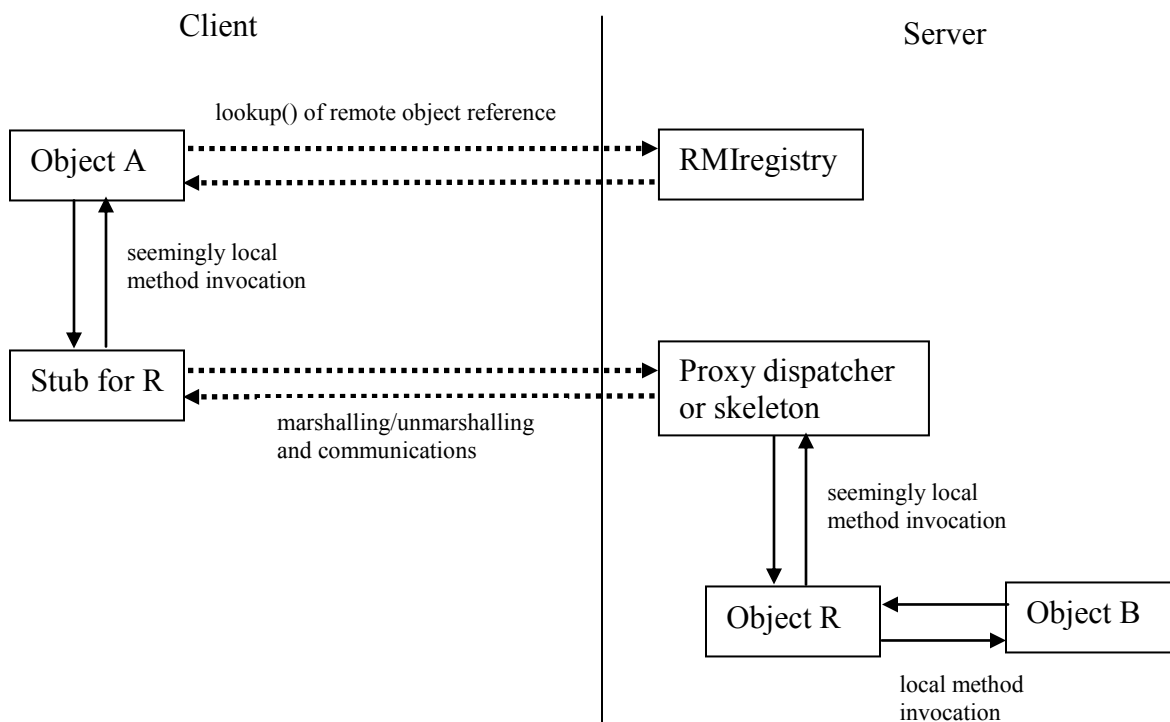 Client
Server
lookup() of remote object reference
Object A
RMIregistry
seemingly local
method invocation
Stub for R
Proxy dispatcher
or skeleton
marshalling/unmarshalling
and communications
seemingly local
method invocation
Object R
Object B
local method
invocation